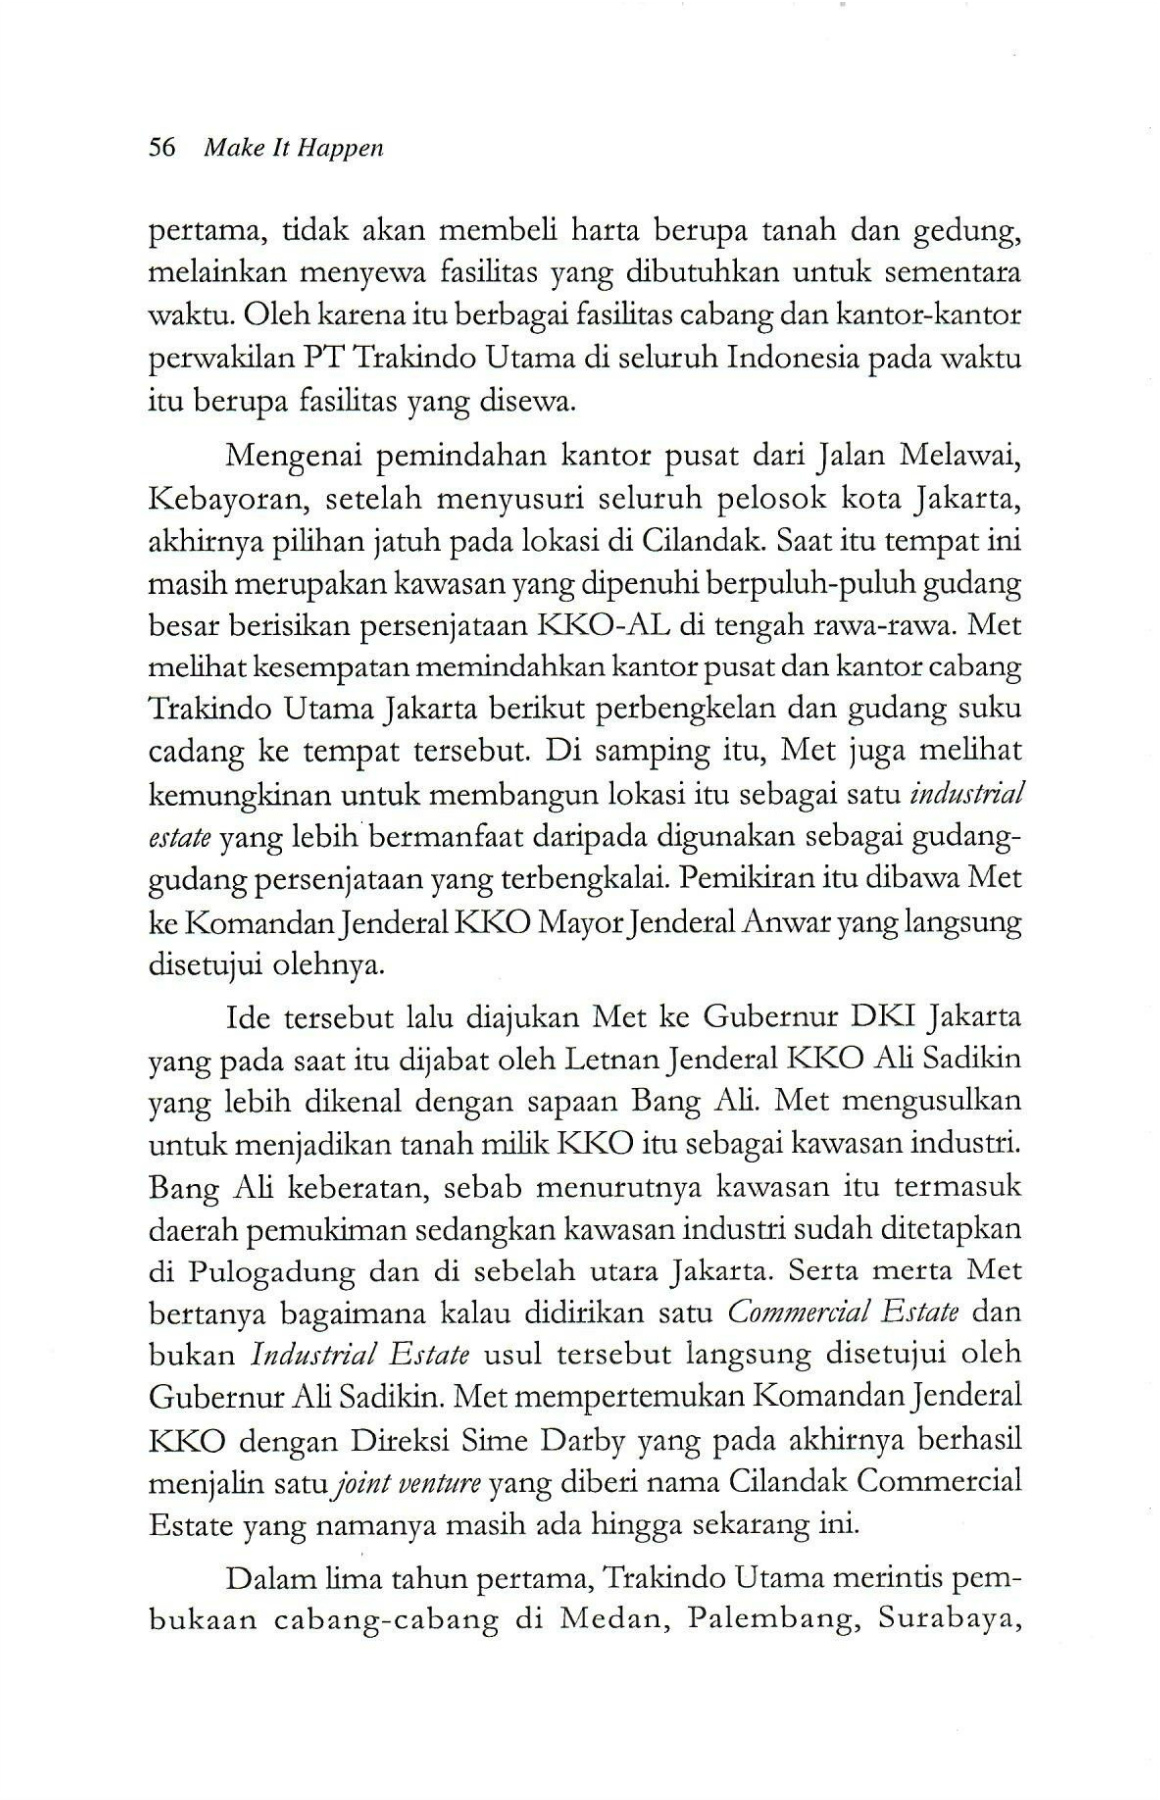 56 Make It Happen
pertama, tidak akan membeli harta berupa tanah dan gedung,
melainkan menyewa fasilitas yang dibutuhkan untuk sementara
waktu. Oleh karena itu berbagai fasilitas cabang dan kantor-kantor
perwakilan PT Trakindo Utama di seluruh Indonesia pada waktu
itu berupa fasilitas yang disewa.
Mengenai pemindahan kantor pusat dari Jalan Melawai,
Kebayoran, setelah menyusuri seluruh pelosok kota Jakarta,
akhirnya pilihan jatuh pada lokasi di Cilandak. Saat itu tempat ini
masih merupakan kawasan yang dipenuhi berpuluh-puluh gudang
besar berisikan persenjataan KKO-AL di tengah rawa-rawa. Met
melihat kesempatan memindahkan kantor pusat dan kantor cabang
Trakindo Utama Jakarta berikut perbengkelan dan gudang suku
cadang ke tempat tersebut. Di samping itu, Met juga melihat
kemungkinan untuk membangun lokasi itu sebagai satu industrial
estate yang lebih bermanfaat daripada digunakan sebagai gudang-
gudang persenjataan yang terbengkalai. Pemikiran itu dibawa Met
ke Komandan Jenderal KKO Mayor Jenderal Anwar yang langsung
disetujui olehnya.
Ide tersebut lalu diajukan Met ke Gubernur DKI Jakarta
yang pada saat itu dijabat oleh Letnan Jenderal KKO Ali Sadikin
yang lebih dikenal dengan sapaan Bang Ali. Met mengusulkan
untuk menjadikan tanah milik KKO itu sebagai kawasan industri.
Bang Ali keberatan, sebab menurutnya kawasan itu termasuk
daerah pemukiman sedangkan kawasan industri sudah ditetapkan
di Pulogadung dan di sebelah utara Jakarta. Serta merta Met
bertanya bagaimana kalau didirikan satu Commercial Estate dan
bukan Industrial Estate usul tersebut langsung disetujui oleh
Gubernur Ali Sadikin. Met mempertemukan Komandan Jenderal
KKO dengan Direksi Sime Darby yang pada akhirnya berhasil
menjalin satu joint venture yang diberi nama Cilandak Commercial
Estate yang namanya masih ada hingga sekarang ini.
Dalam lima tahun pertama, Trakindo Utama merintis pem-
bukaan cabang-cabang di Medan, Palembang, Surabaya,